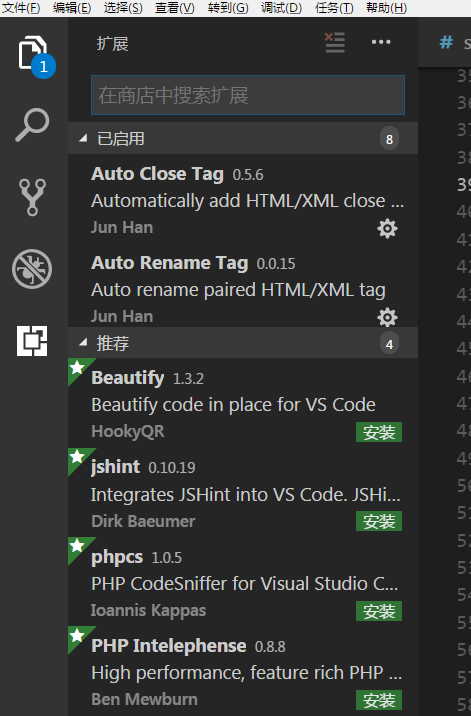 文件(F) 编辑(E) 选择(S) 查看(V) 转到(G) 调试(D) 任务(T) 帮助(H)
1
扩展
在商店中搜索扩展
已启用 8
Auto Close Tag 0.5.6
Automatically add HTML/XML close ...
Jun Han
Auto Rename Tag 0.0.15
Auto rename paired HTML/XML tag
Jun Han
推荐 4
Beautify 1.3.2
Beautify code in place for VS Code
HookyQR 安装
jshint 0.10.19
Integrates JSHint into VS Code. JSHi...
Dirk Baeumer 安装
phpcs 1.0.5
PHP CodeSniffer for Visual Studio C...
Ioannis Kappas 安装
PHP Intelephense 0.8.8
High performance, feature rich PHP ...
Ben Mewburn 安装
# s
35
36
37
38
39
40
41
42
43
44
45
46
47
48
49
50
51
52
53
54
55
56
57
58